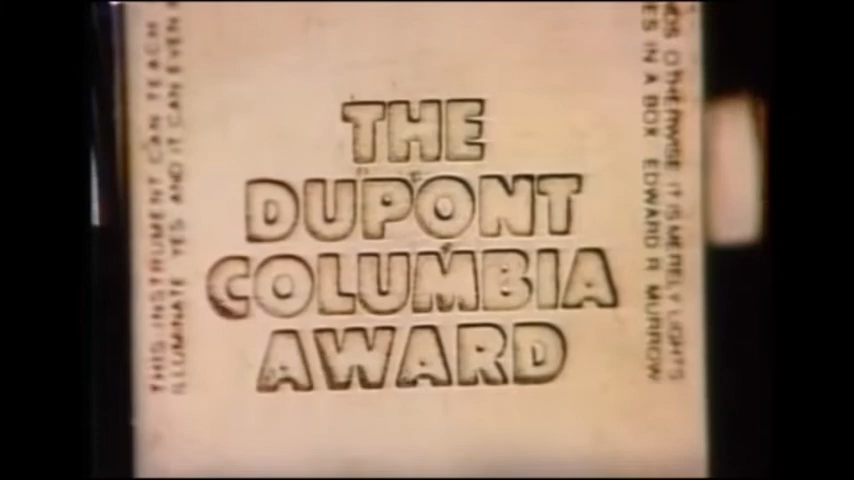 THE
DUPONT
COLUMBIA
AWARD
THIS INSTRUMENT CAN TEACH
ILLUMINATE YES AND IT CAN EVEN
OTHERWISE IT IS MERELY LIGHTS
IN A BOX EDWARD R MURROW